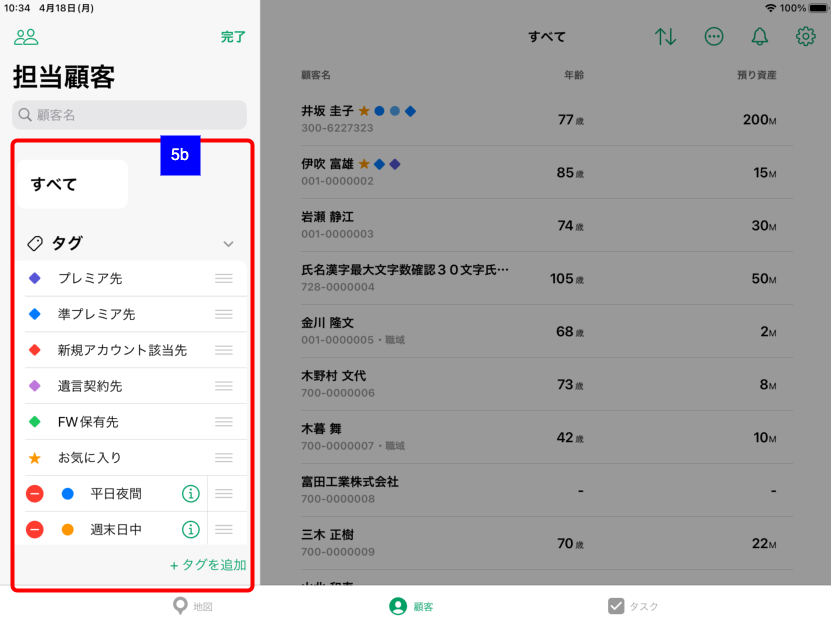 10:34 4月18日(月)
100%
完了
担当顧客
顧客名
5b
すべて
タグ
プレミア先
準プレミア先
新規アカウント該当先
遺言契約先
FW保有先
お気に入り
平日夜間
週末日中
+ タグを追加
すべて
顧客名 年齢 預り資産
井坂 圭子 77歳 200M
300-6227323
伊吹 富雄 85歳 15M
001-0000002
岩瀬 静江 74歳 30M
001-0000003
氏名漢字最大文字数確認30文字氏… 105歳 50M
728-0000004
金川 隆文 68歳 2M
001-0000005・職域
木野村 文代 73歳 8M
700-0000006
木暮 舞 42歳 10M
700-0000007・職域
富田工業株式会社 - -
700-0000008
三木 正樹 70歳 22M
700-0000009
地図 顧客 タスク